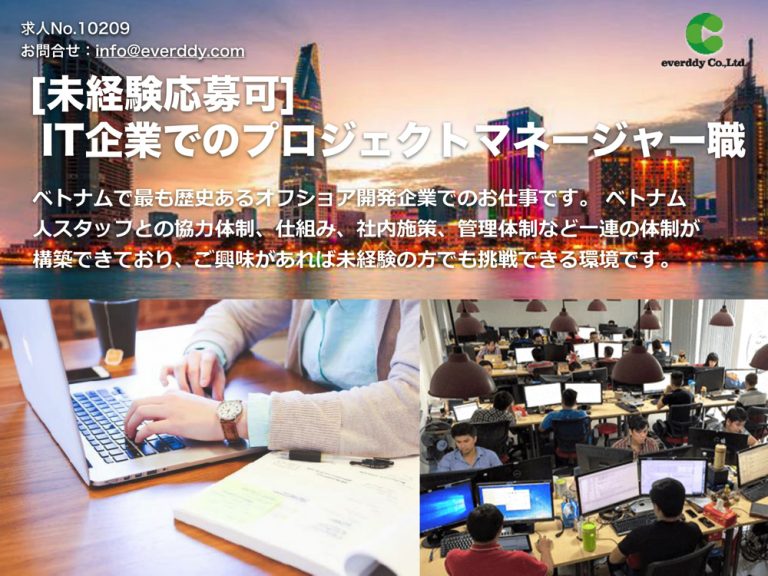 求人No.10209
お問合せ：info@everddy.com
everddy Co.,Ltd
[未経験応募可]
IT企業でのプロジェクトマネージャー職
ベトナムで最も歴史あるオフショア開発企業でのお仕事です。 ベトナム
人スタッフとの協力体制、仕組み、社内施策、管理体制など一連の体制が
構築できており、ご興味があれば未経験の方でも挑戦できる環境です。